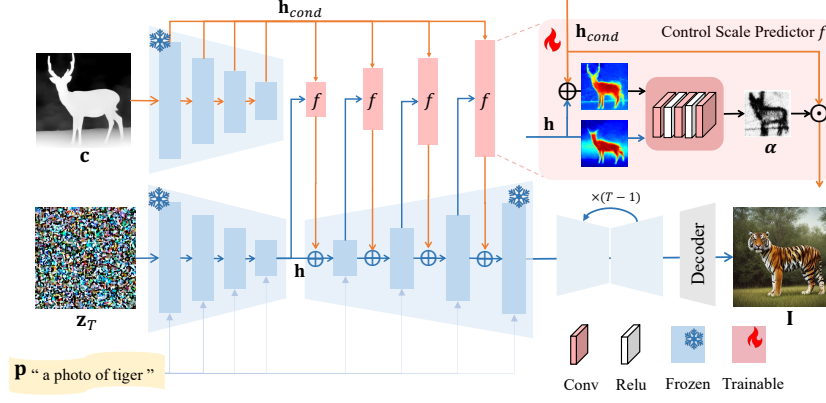 h_cond
h_cond
Control Scale Predictor f
f
f
f
f
h
α
c
×(T − 1)
h
Decoder
z_T
I
p “ a photo of tiger ”
Conv
Relu
Frozen
Trainable